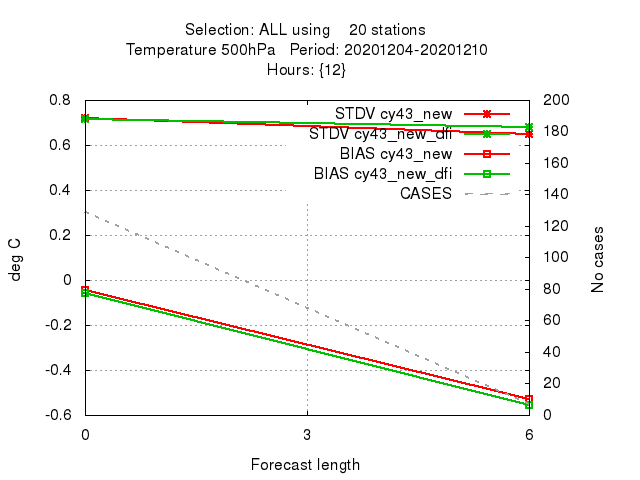 Selection: ALL using 20 stations
Temperature 500hPa Period: 20201204-20201210
Hours: {12}
0.8 200
STDV cy43_new
180
0.6 STDV cy43_new_dfi
BIAS cy43_new 160
BIAS cy43_new_dfi
0.4 CASES 140
0.2 120
deg C 0 100 No cases
80
-0.2 60
40
-0.4 20
-0.6 0
0 3 6
Forecast length